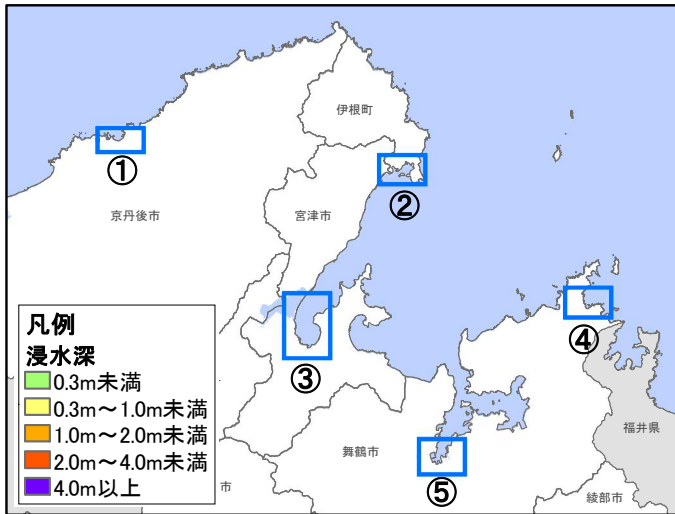 伊根町
①
②
京丹後市
宮津市
凡例
浸水深
0.3m未満
0.3m～1.0m未満
1.0m～2.0m未満
2.0m～4.0m未満
4.0m以上
③
④
舞鶴市
福井県
市
⑤
綾部市